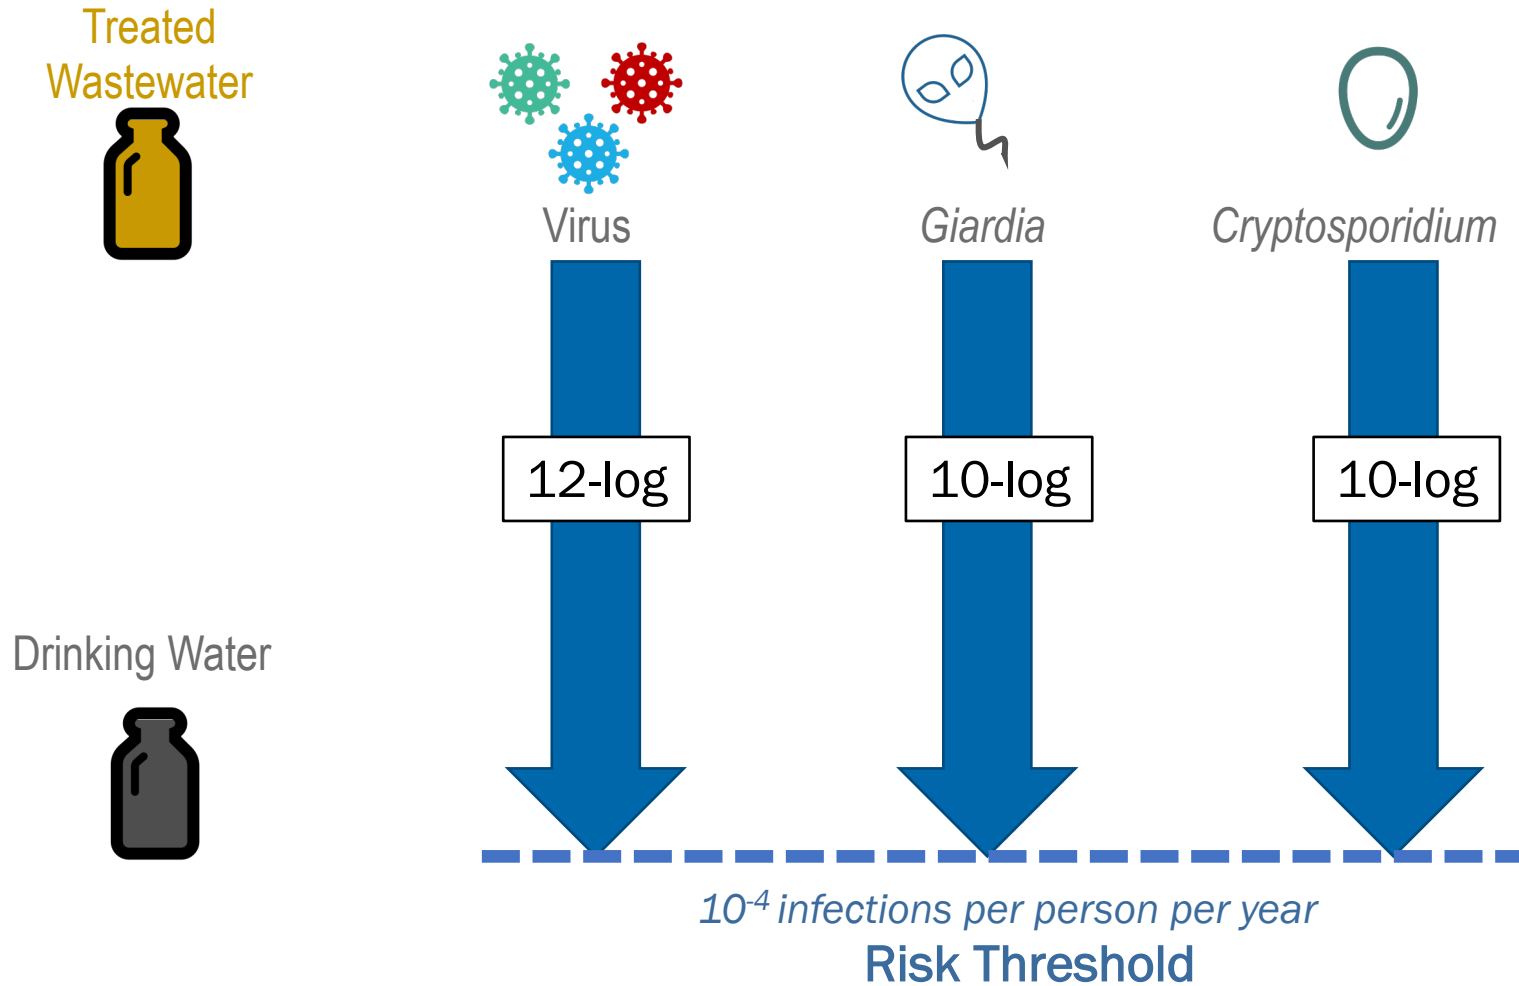 Treated
Wastewater
Virus
Giardia
Cryptosporidium
12-log
10-log
10-log
Drinking Water
10⁻⁴ infections per person per year
Risk Threshold